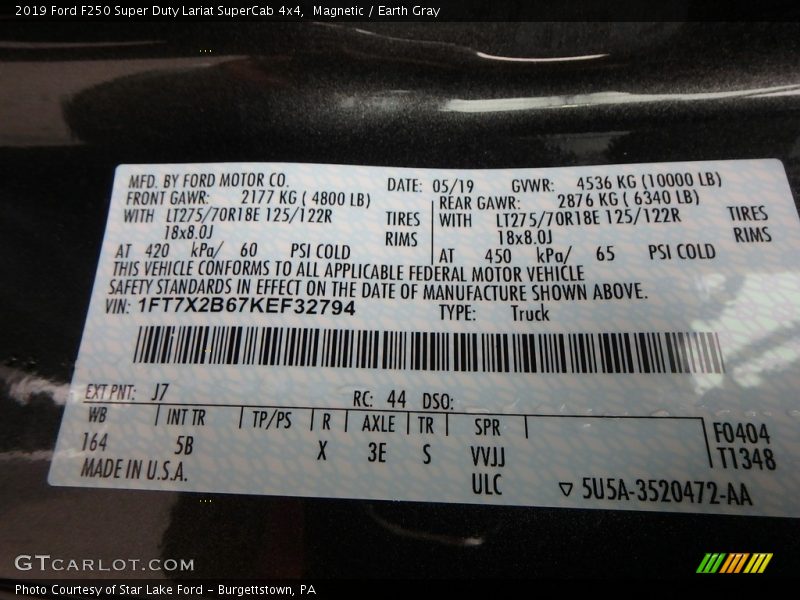 2019 Ford F250 Super Duty Lariat SuperCab 4x4,  Magnetic / Earth Gray
MFD. BY FORD MOTOR CO. DATE: 05/19 GVWR: 4536 KG (10000 LB)
FRONT GAWR: 2177 KG ( 4800 LB) REAR GAWR: 2876 KG ( 6340 LB)
WITH LT275/70R18E 125/122R TIRES WITH LT275/70R18E 125/122R TIRES
18x8.0J RIMS 18x8.0J RIMS
AT 420 kPa/ 60 PSI COLD AT 450 kPa/ 65 PSI COLD
THIS VEHICLE CONFORMS TO ALL APPLICABLE FEDERAL MOTOR VEHICLE
SAFETY STANDARDS IN EFFECT ON THE DATE OF MANUFACTURE SHOWN ABOVE.
VIN: 1FT7X2B67KEF32794 TYPE: Truck
EXT PNT: J7 RC: 44 DSO:
WB INT TR TP/PS R AXLE TR SPR F0404
164 5B X 3E S VVJJ T1348
MADE IN U.S.A. ULC ▽ 5U5A-3520472-AA
GTCARLOT.COM
Photo Courtesy of Star Lake Ford - Burgettstown, PA